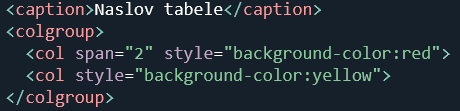 <caption>Naslov tabele</caption>
<colgroup>
  <col span="2" style="background-color:red">
  <col style="background-color:yellow">
</colgroup>